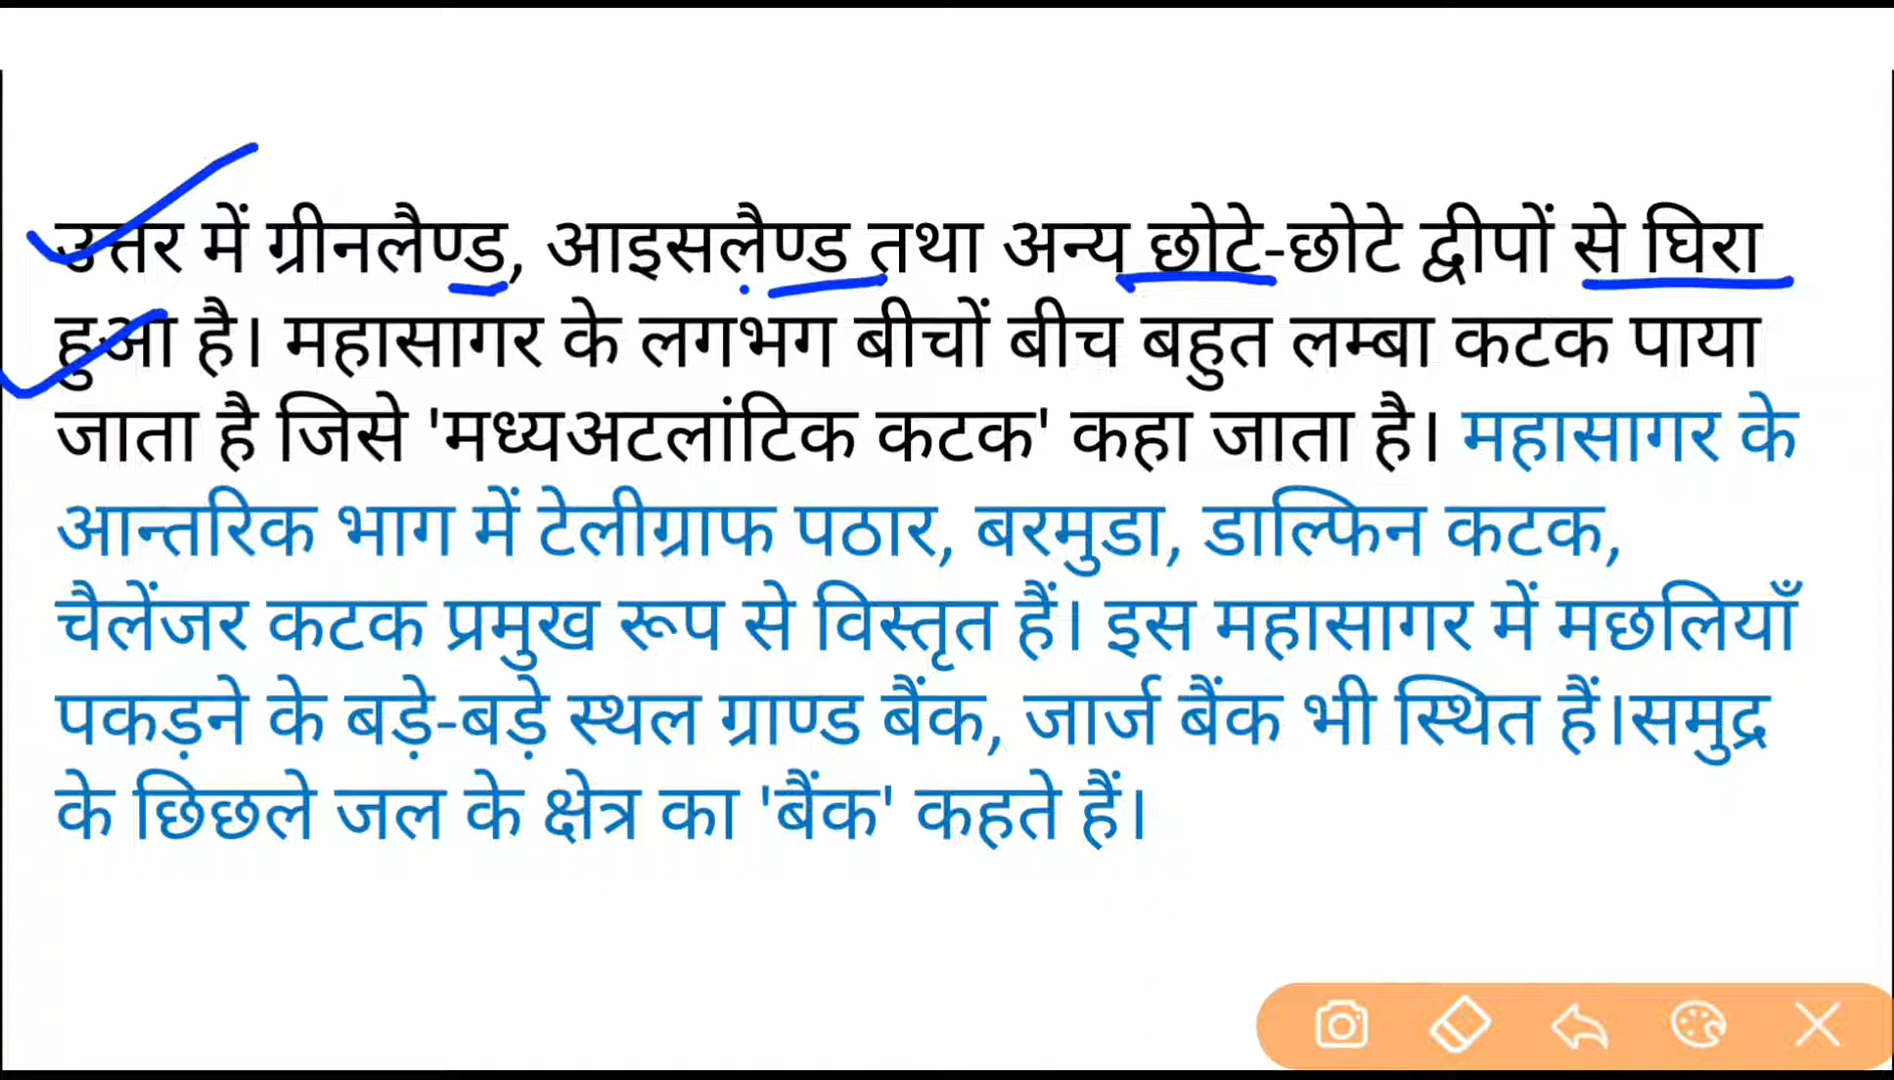 उत्तर में ग्रीनलैण्ड, आइसलैण्ड तथा अन्य छोटे-छोटे द्वीपों से घिरा
हुआ है। महासागर के लगभग बीचों बीच बहुत लम्बा कटक पाया
जाता है जिसे 'मध्यअटलांटिक कटक' कहा जाता है। महासागर के
आन्तरिक भाग में टेलीग्राफ पठार, बरमुडा, डाल्फिन कटक,
चैलेंजर कटक प्रमुख रूप से विस्तृत हैं। इस महासागर में मछलियाँ
पकड़ने के बड़े-बड़े स्थल ग्राण्ड बैंक, जार्ज बैंक भी स्थित हैं।समुद्र
के छिछले जल के क्षेत्र का 'बैंक' कहते हैं।